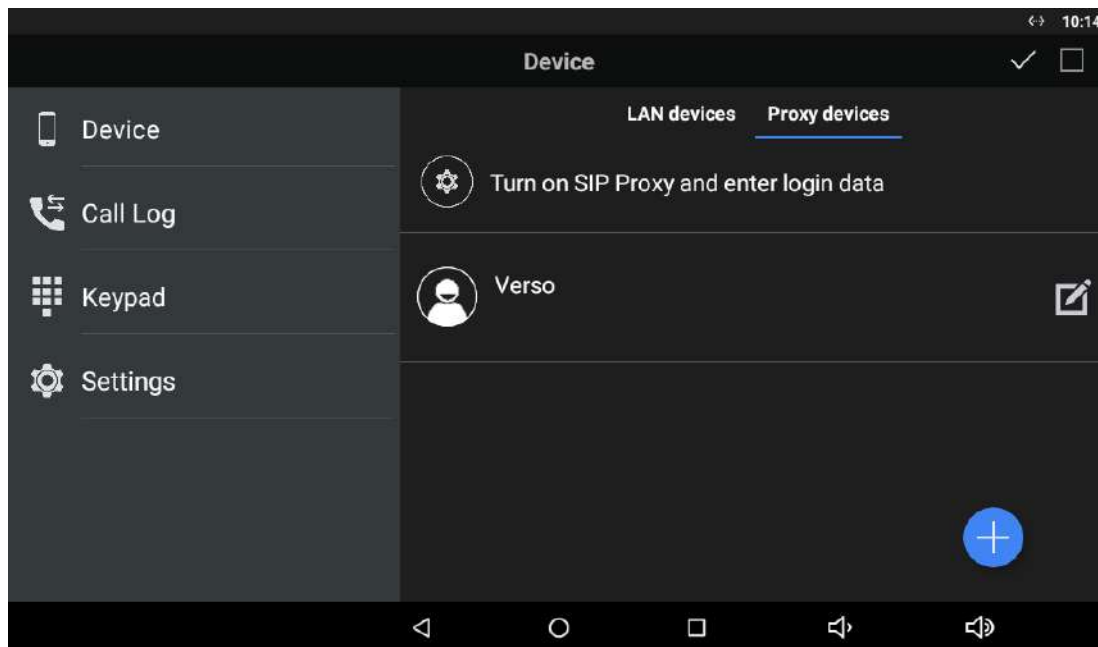 10:14
Device
Device
Call Log
Keypad
Settings
LAN devices Proxy devices
Turn on SIP Proxy and enter login data
Verso